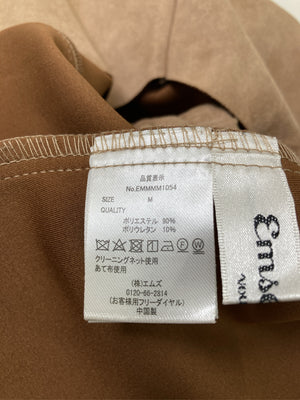 品質表示
No.EMMMM1054
SIZE M
QUALITY
ポリエステル 90%
ポリウレタン 10%
クリーニングネット使用
あて布使用
(株)エムズ
0120-66-2814
(お客様用フリーダイヤル)
中国製